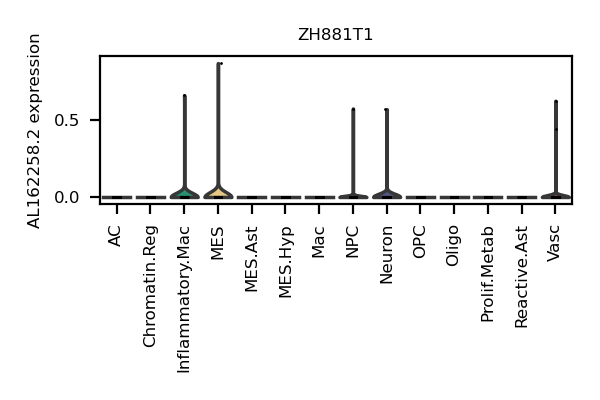 ZH881T1
AL162258.2 expression
0.5
0.0
AC
Chromatin.Reg
Inflammatory.Mac
MES
MES.Ast
MES.Hyp
Mac
NPC
Neuron
OPC
Oligo
Prolif.Metab
Reactive.Ast
Vasc